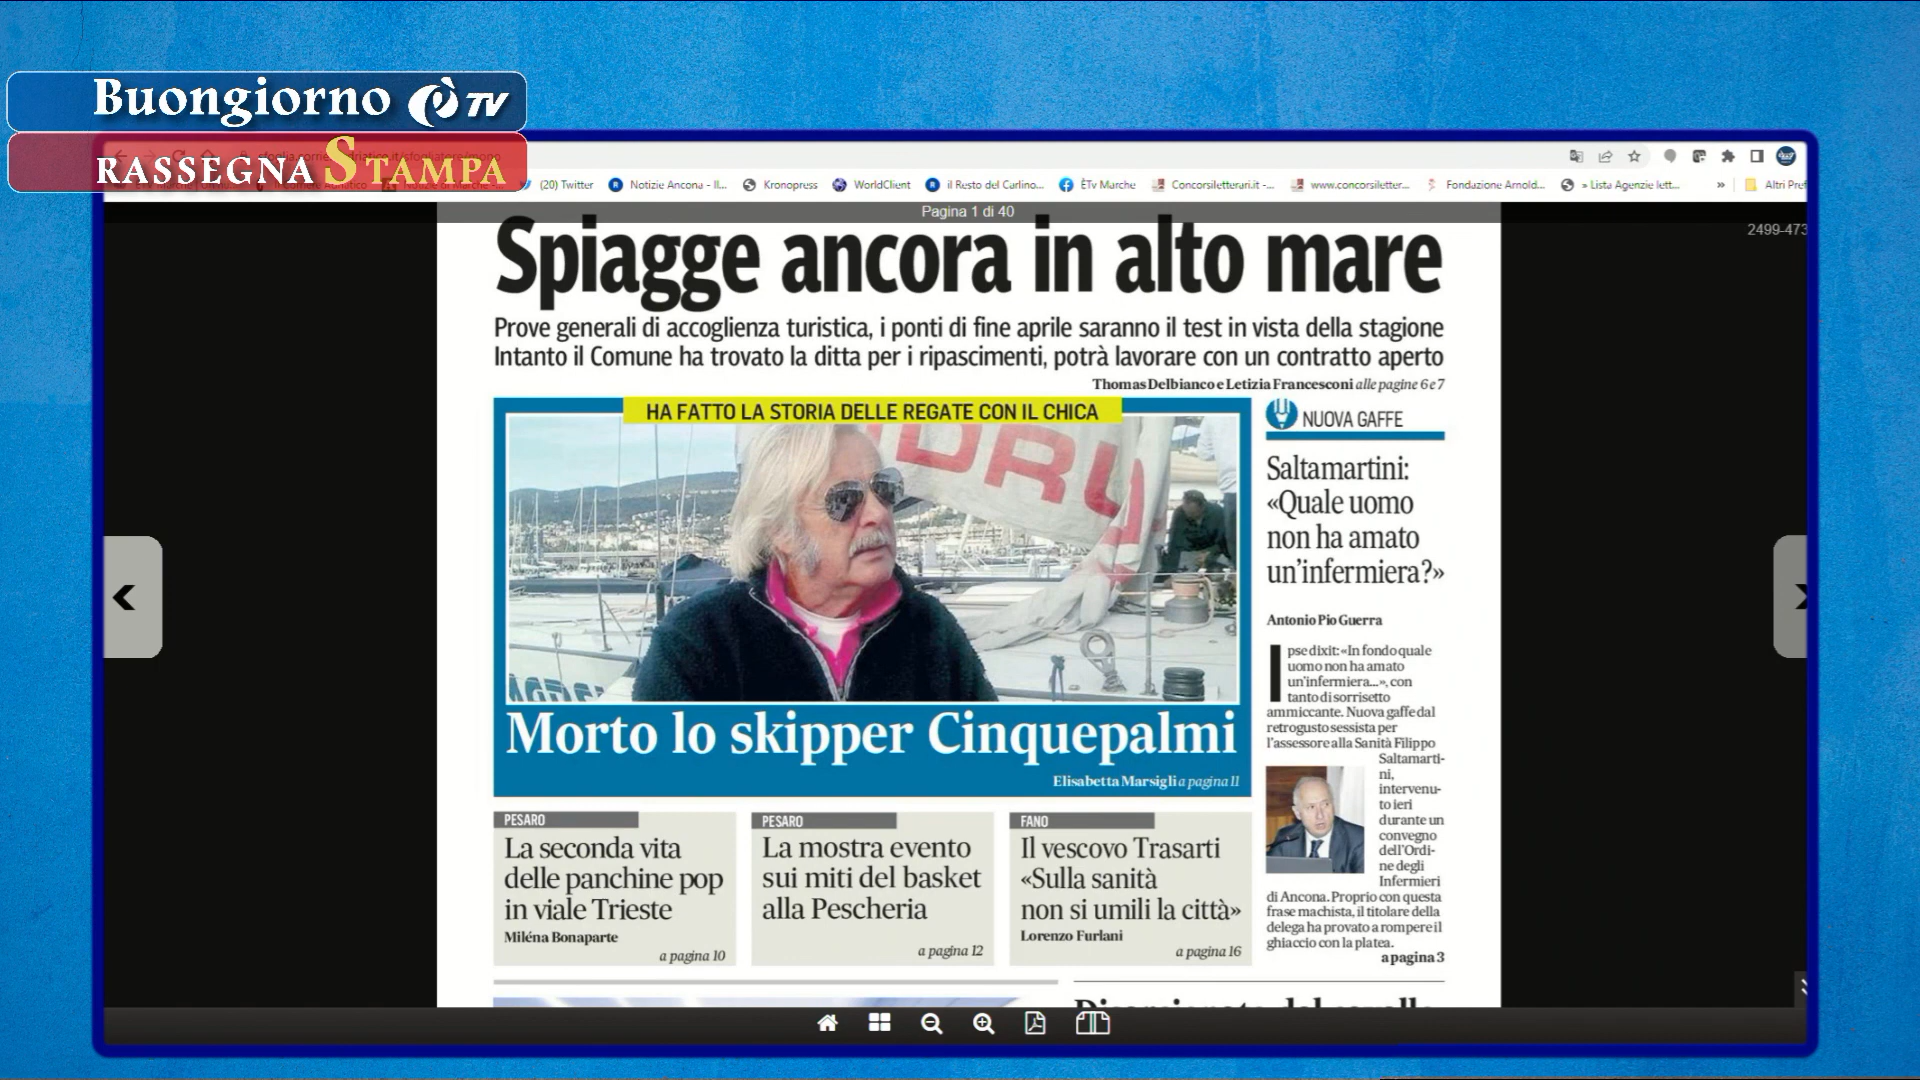 Buongiorno èTV
RASSEGNA STAMPA
(20) Twitter
Notizie Ancona - Il...
Kronopress
WorldClient
il Resto del Carlino...
ÈTv Marche
Concorsiletterari.it -...
www.concorsiletter...
Fondazione Arnold...
» Lista Agenzie lett...
»
Altri Pref
Pagina 1 di 40
2499-473
Spiagge ancora in alto mare
Prove generali di accoglienza turistica, i ponti di fine aprile saranno il test in vista della stagione
Intanto il Comune ha trovato la ditta per i ripascimenti, potrà lavorare con un contratto aperto
Thomas Delbianco e Letizia Francesconi alle pagine 6 e 7
HA FATTO LA STORIA DELLE REGATE CON IL CHICA
DRU
Morto lo skipper Cinquepalmi
Elisabetta Marsigli a pagina 11
NUOVA GAFFE
Saltamartini:
«Quale uomo
non ha amato
un'infermiera?»
Antonio Pio Guerra
Ipse dixit: «In fondo quale
uomo non ha amato
un'infermiera...», con
tanto di sorrisetto
ammiccante. Nuova gaffe dal
retrogusto sessista per
l'assessore alla Sanità Filippo
Saltamarti-
ni,
intervenu-
to ieri
durante un
convegno
dell'Ordi-
ne degli
Infermieri
di Ancona. Proprio con questa
frase machista, il titolare della
delega ha provato a rompere il
ghiaccio con la platea.
a pagina 3
PESARO
La seconda vita
delle panchine pop
in viale Trieste
Miléna Bonaparte
a pagina 10
PESARO
La mostra evento
sui miti del basket
alla Pescheria
a pagina 12
FANO
Il vescovo Trasarti
«Sulla sanità
non si umili la città»
Lorenzo Furlani
a pagina 16